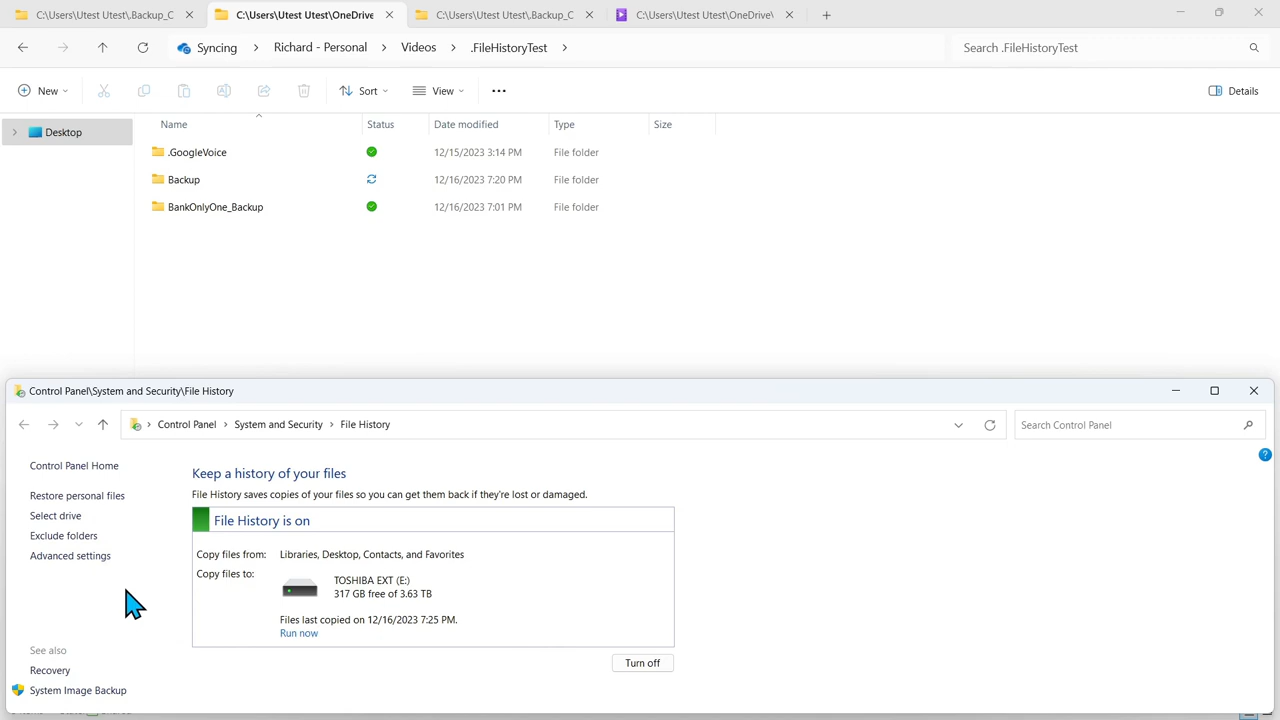 C:\Users\Utest Utest\.Backup_C
C:\Users\Utest Utest\OneDrive
C:\Users\Utest Utest\.Backup_C
C:\Users\Utest Utest\OneDrive\
Syncing > Richard - Personal > Videos > .FileHistoryTest >
Search .FileHistoryTest
New
Sort
View
Details
Desktop
Name Status Date modified Type Size
.GoogleVoice 12/15/2023 3:14 PM File folder
Backup 12/16/2023 7:20 PM File folder
BankOnlyOne_Backup 12/16/2023 7:01 PM File folder
Control Panel\System and Security\File History
Control Panel > System and Security > File History
Search Control Panel
Control Panel Home
Restore personal files
Select drive
Exclude folders
Advanced settings
See also
Recovery
System Image Backup
Keep a history of your files
File History saves copies of your files so you can get them back if they're lost or damaged.
File History is on
Copy files from: Libraries, Desktop, Contacts, and Favorites
Copy files to: TOSHIBA EXT (E:)
317 GB free of 3.63 TB
Files last copied on 12/16/2023 7:25 PM.
Run now
Turn off